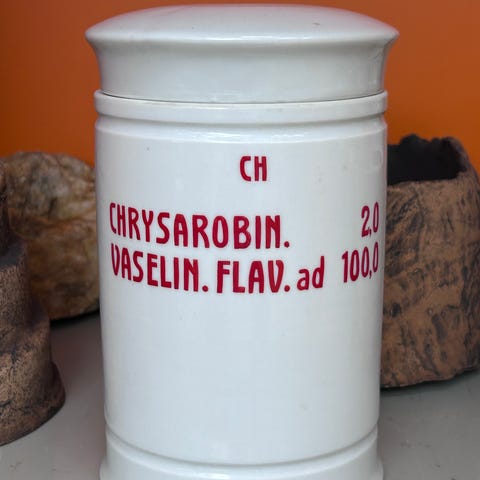 CH
CHRYSAROBIN. 2,0
VASELIN. FLAV. ad 100,0